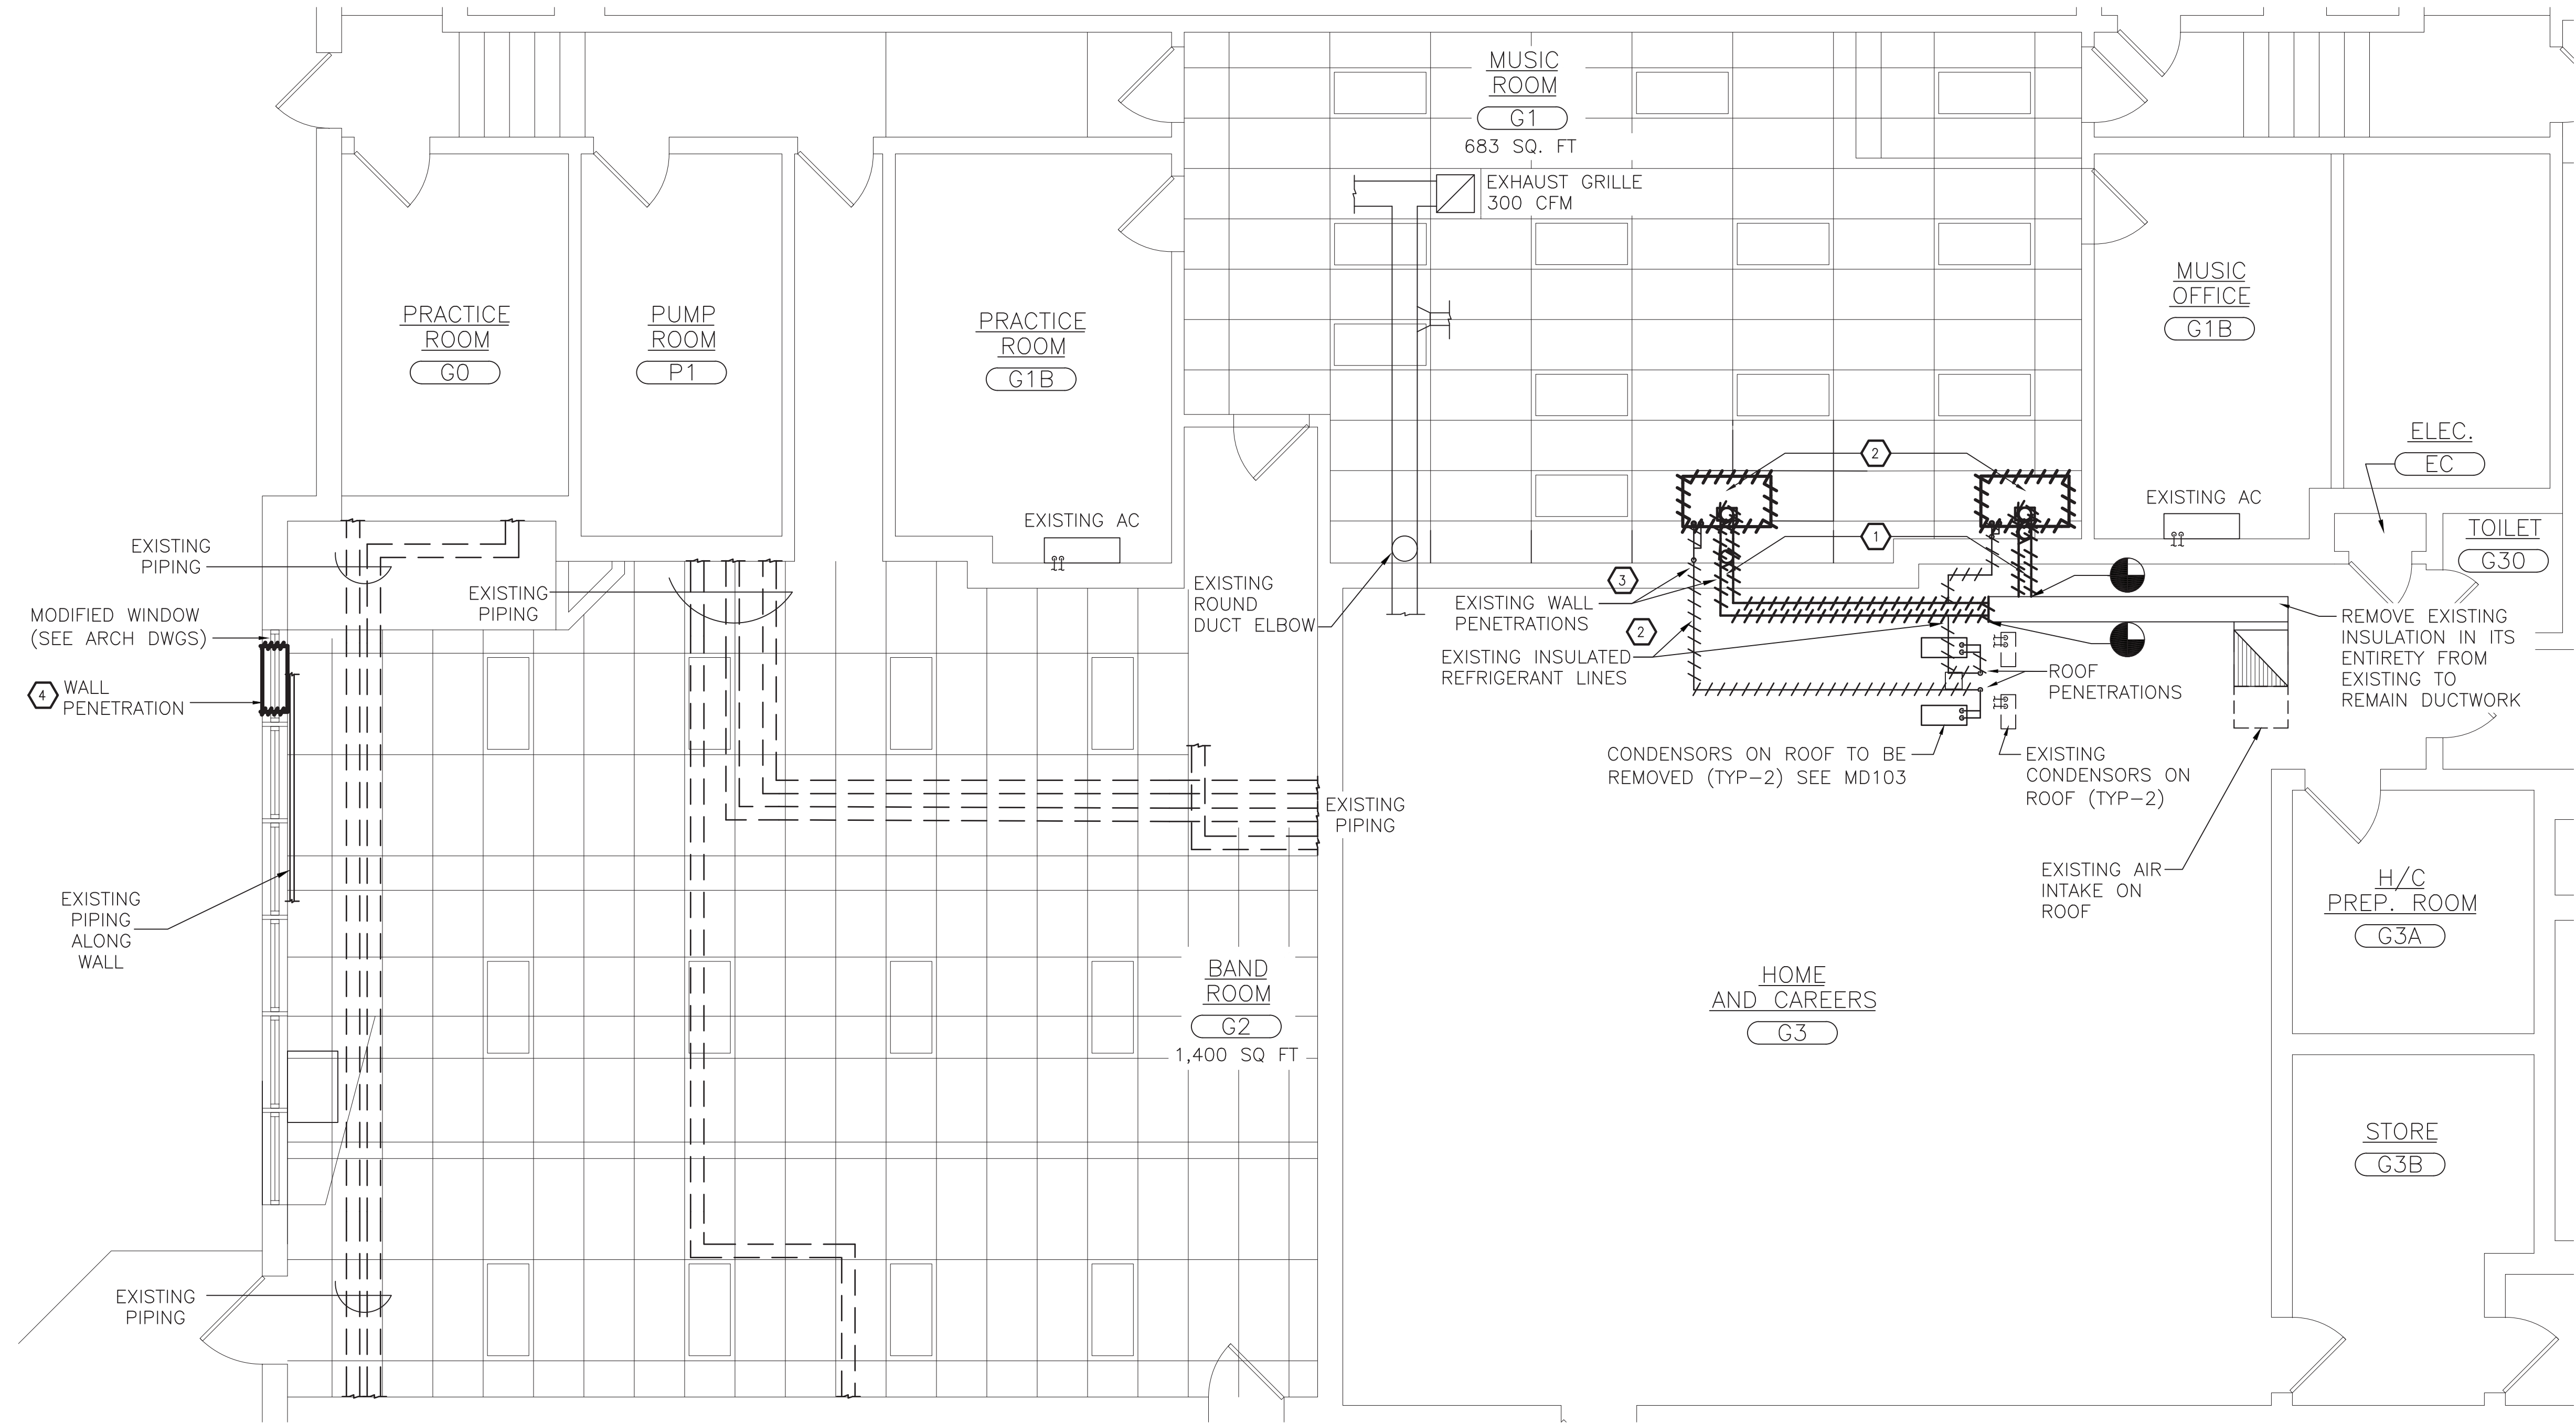 MUSIC
ROOM
G1
683 SQ. FT
EXHAUST GRILLE
300 CFM
PRACTICE
ROOM
G0
PUMP
ROOM
P1
PRACTICE
ROOM
G1B
MUSIC
OFFICE
G1B
ELEC.
EC
EXISTING AC
EXISTING AC
TOILET
G30
2
1
3
2
EXISTING
PIPING
EXISTING
PIPING
MODIFIED WINDOW
(SEE ARCH DWGS)
4
WALL
PENETRATION
EXISTING
ROUND
DUCT ELBOW
EXISTING WALL
PENETRATIONS
EXISTING INSULATED
REFRIGERANT LINES
ROOF
PENETRATIONS
REMOVE EXISTING
INSULATION IN ITS
ENTIRETY FROM
EXISTING TO
REMAIN DUCTWORK
CONDENSORS ON ROOF TO BE
REMOVED (TYP-2) SEE MD103
EXISTING
CONDENSORS ON
ROOF (TYP-2)
EXISTING
PIPING
EXISTING AIR
INTAKE ON
ROOF
H/C
PREP. ROOM
G3A
EXISTING
PIPING
ALONG
WALL
BAND
ROOM
G2
1,400 SQ FT
HOME
AND CAREERS
G3
STORE
G3B
EXISTING
PIPING